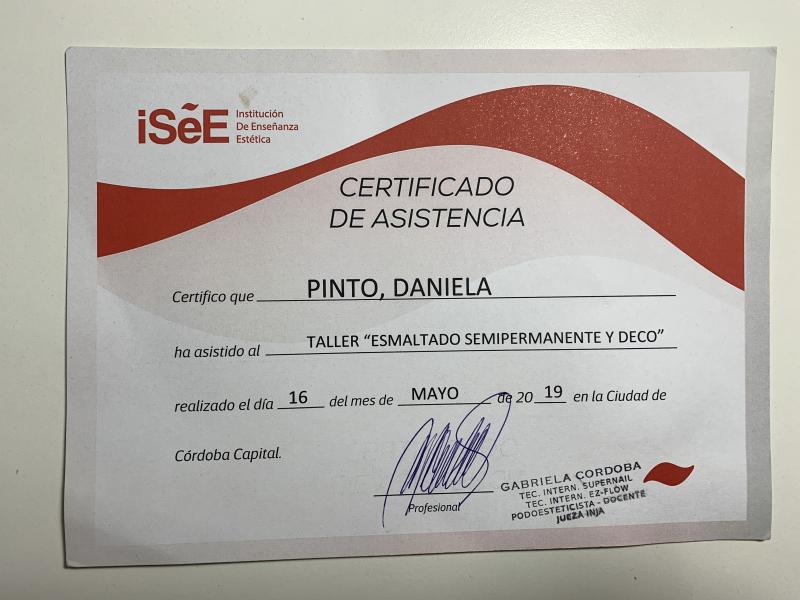 iSeE
Institución
De Enseñanza
Estética
CERTIFICADO
DE ASISTENCIA
Certifico que PINTO, DANIELA
ha asistido al TALLER “ESMALTADO SEMIPERMANENTE Y DECO”
realizado el día 16 del mes de MAYO de 20 19 en la Ciudad de
Córdoba Capital.
Profesional
GABRIELA CORDOBA
TEC. INTERN. SUPERNAIL
TEC. INTERN. EZ-FLOW
PODOESTETICISTA - DOCENTE
JUEZA INJA